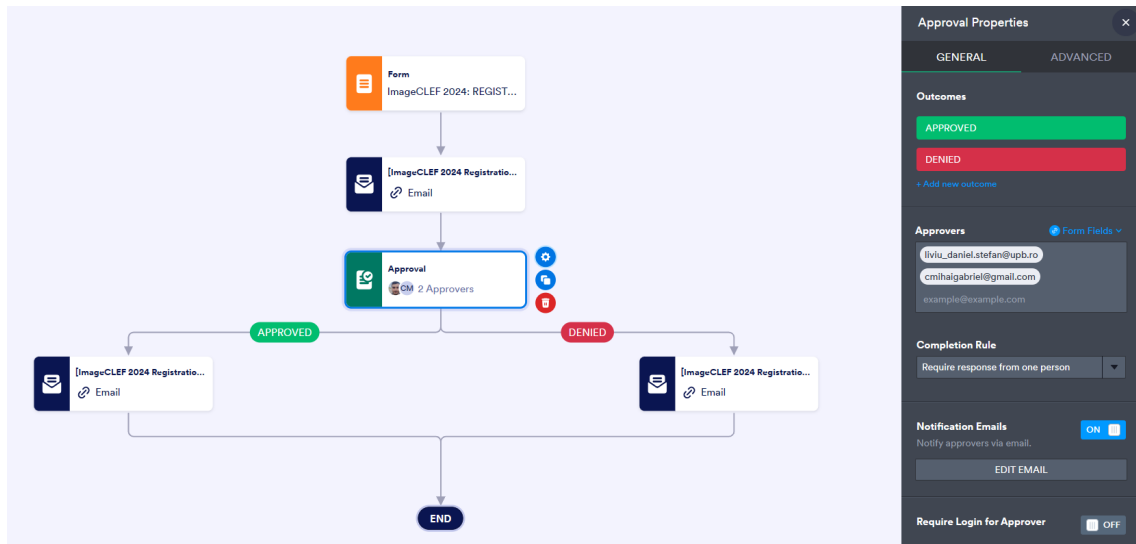 Form
ImageCLEF 2024: REGIST...
[ImageCLEF 2024 Registratio...
Email
Approval
CM 2 Approvers
APPROVED
DENIED
[ImageCLEF 2024 Registratio...
Email
[ImageCLEF 2024 Registratio...
Email
END
Approval Properties
GENERAL
ADVANCED
Outcomes
APPROVED
DENIED
+ Add new outcome
Approvers
Form Fields
liviu_daniel.stefan@upb.ro
cmihaigabriel@gmail.com
example@example.com
Completion Rule
Require response from one person
Notification Emails
ON
Notify approvers via email.
EDIT EMAIL
Require Login for Approver
OFF